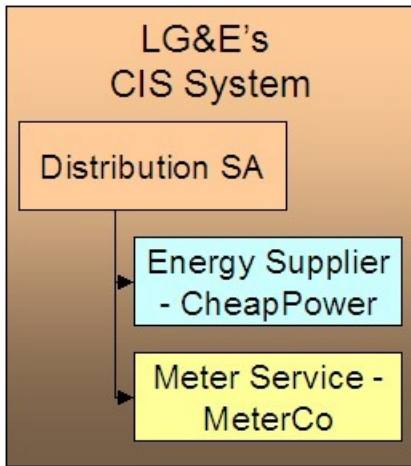 LG&E's
CIS System
Distribution SA
Energy Supplier
- CheapPower
Meter Service -
MeterCo